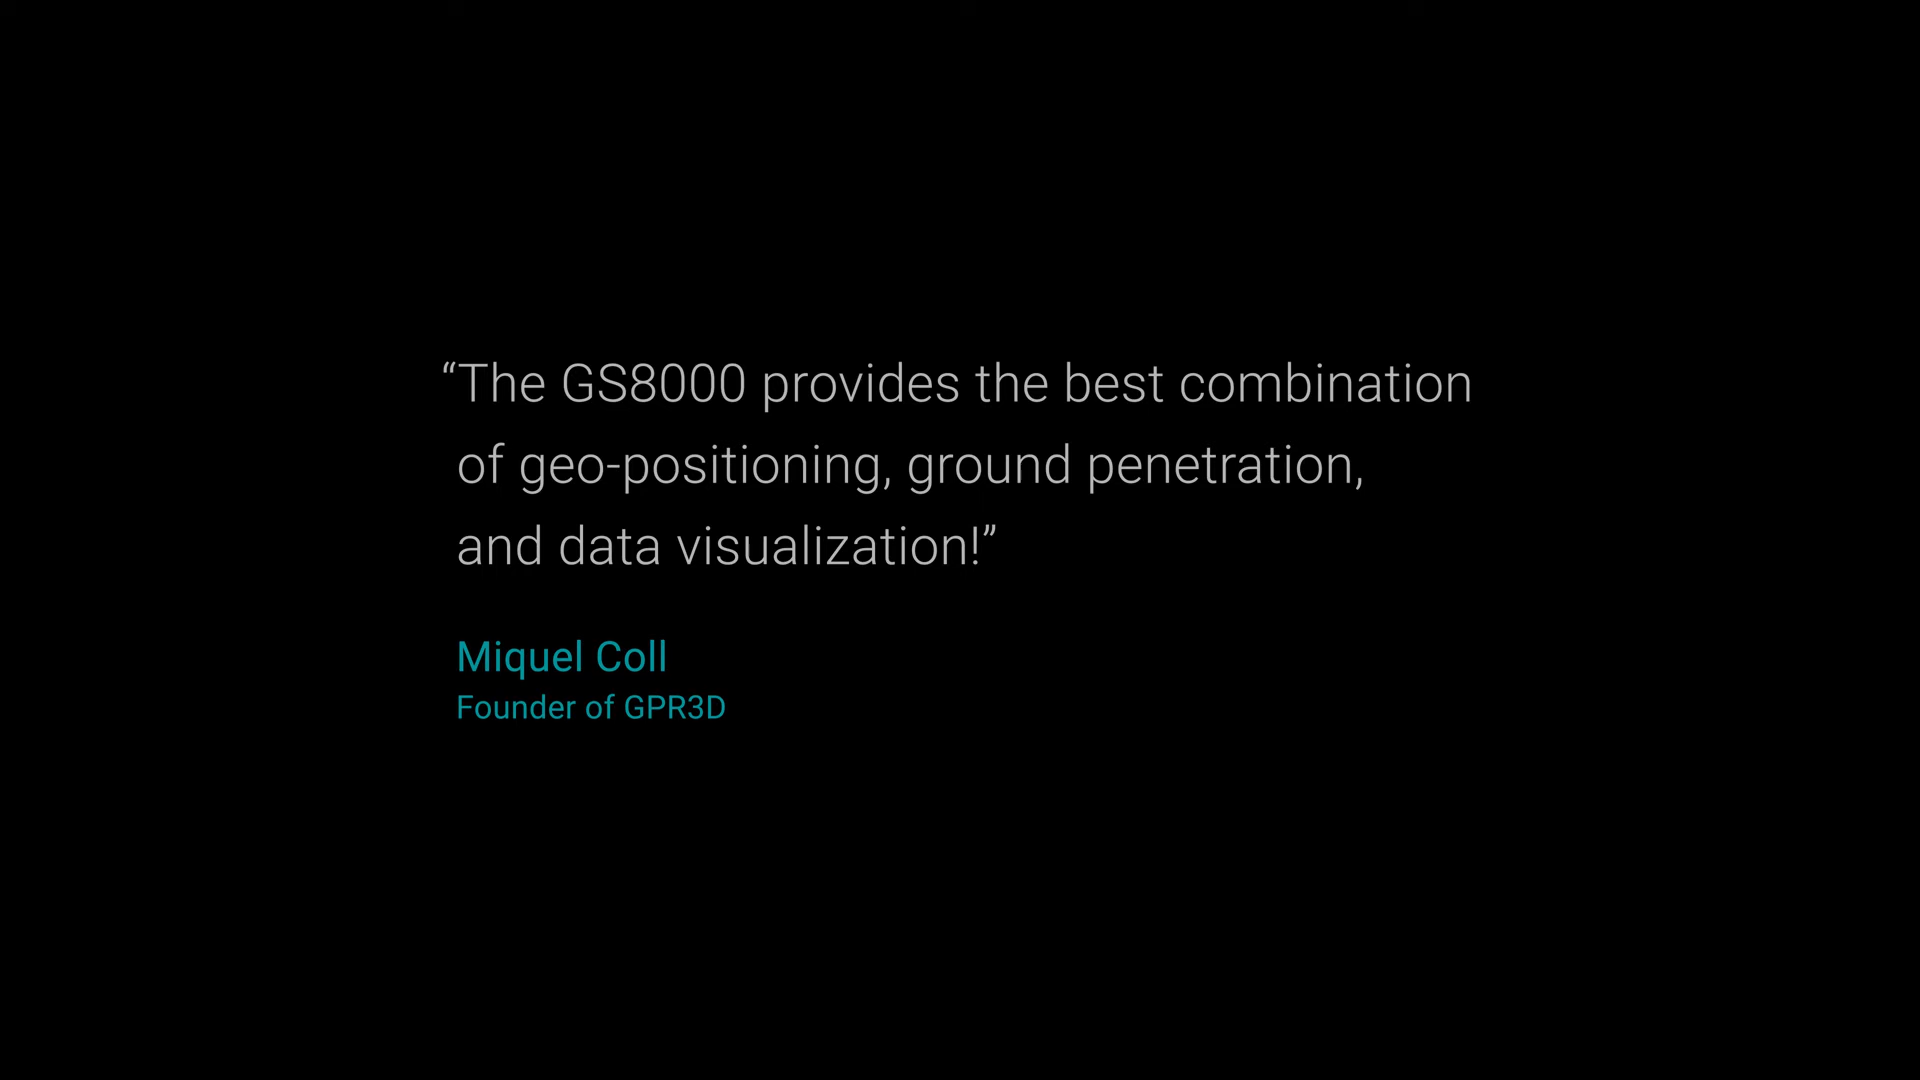 “The GS8000 provides the best combination
of geo-positioning, ground penetration,
and data visualization!”
Miquel Coll
Founder of GPR3D